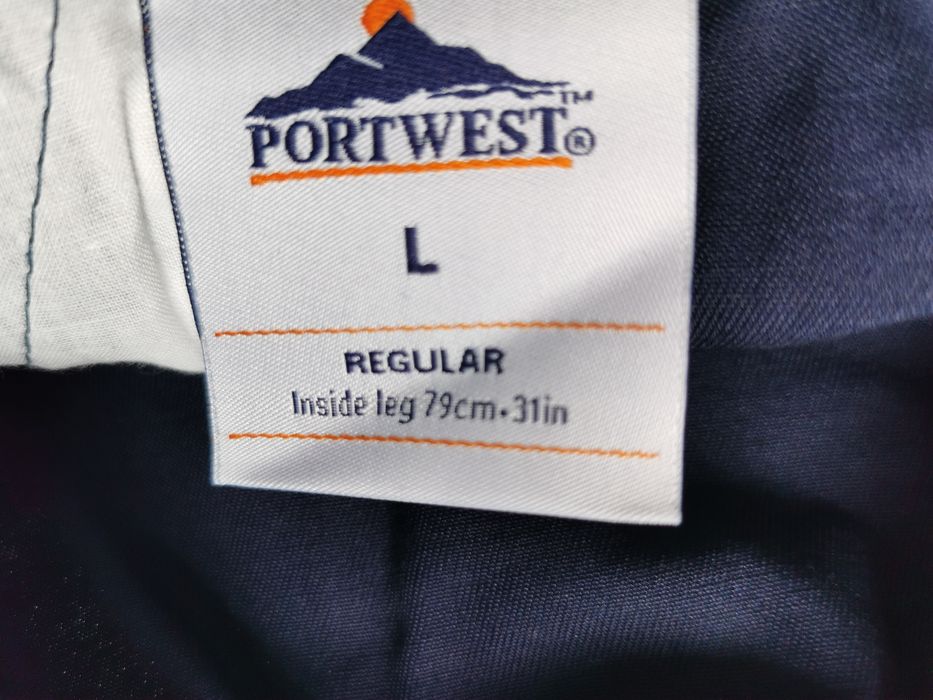 PORTWEST™®
L
REGULAR
Inside leg 79cm•31in